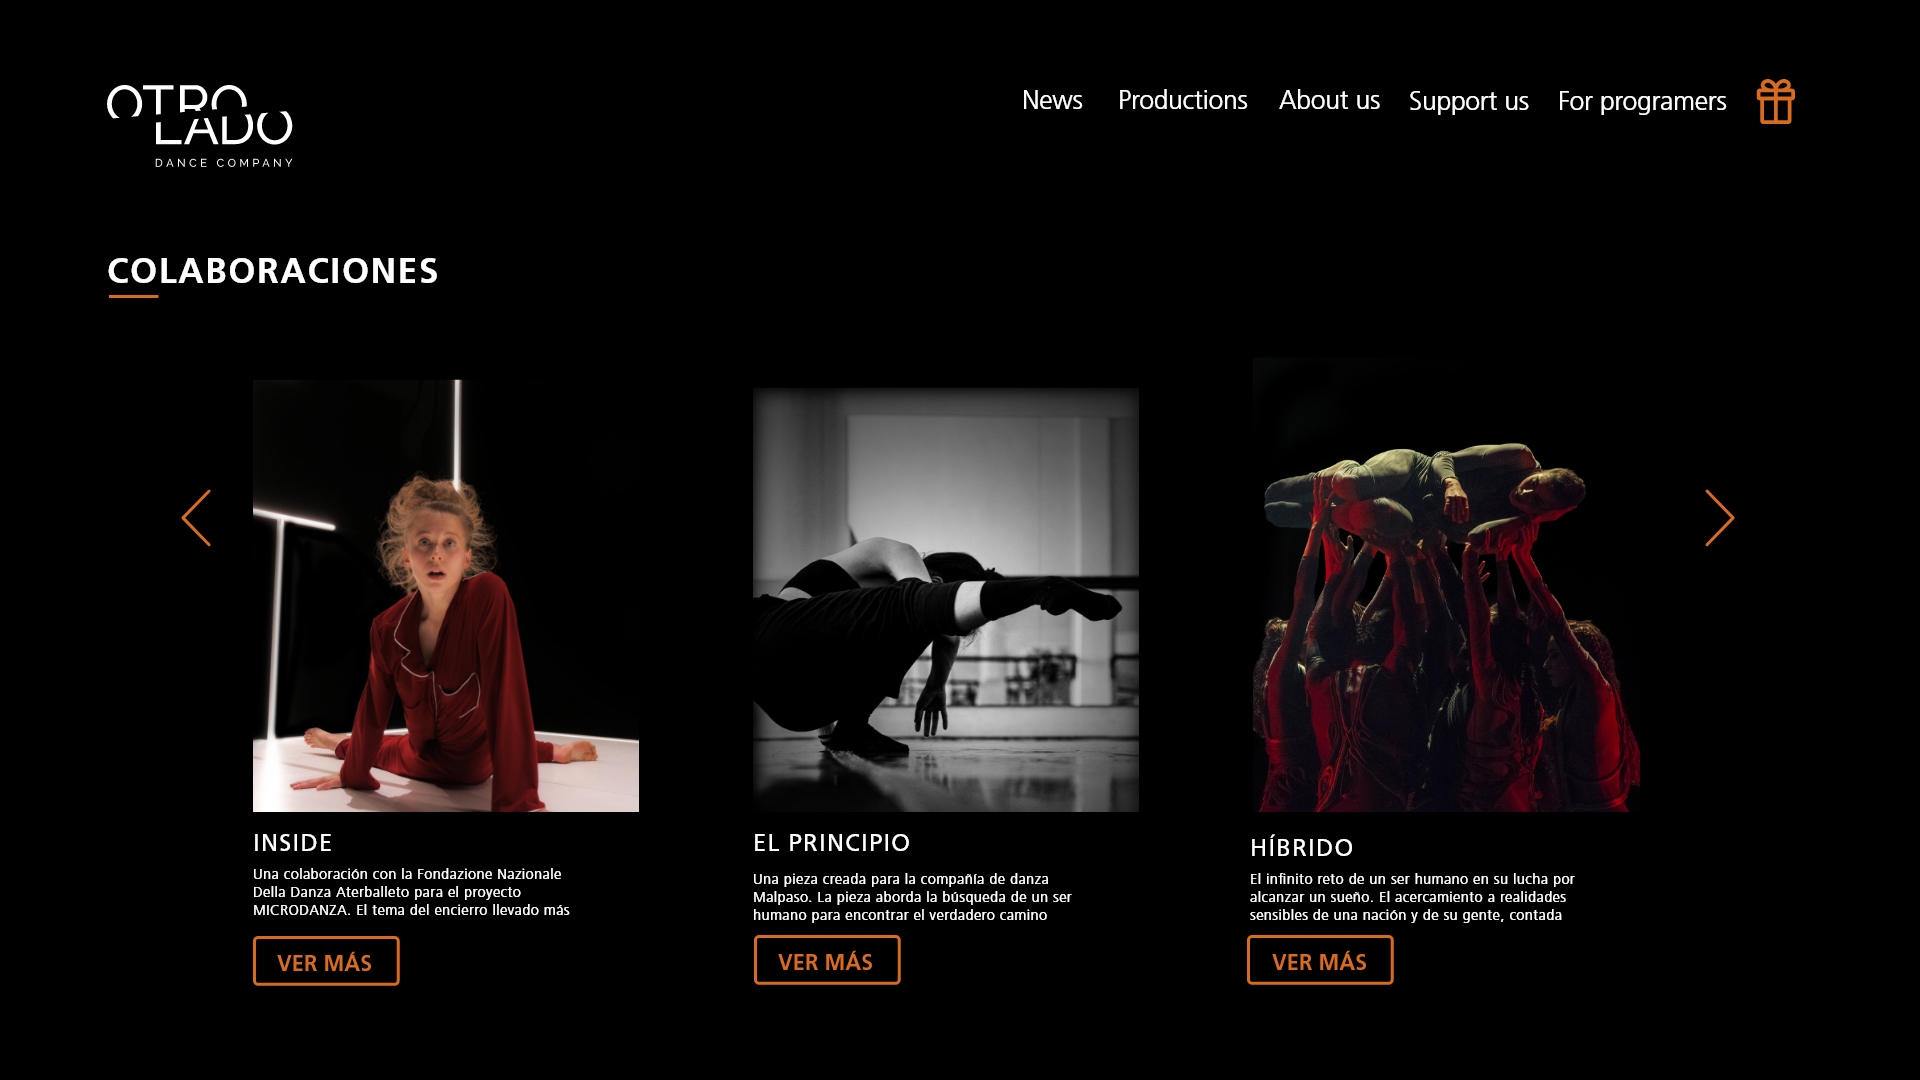 OTRO
LADO
DANCE COMPANY
News Productions About us Support us For programers
COLABORACIONES
INSIDE
Una colaboración con la Fondazione Nazionale
Della Danza Aterballeto para el proyecto
MICRODANZA. El tema del encierro llevado más
VER MÁS
EL PRINCIPIO
Una pieza creada para la compañía de danza
Malpaso. La pieza aborda la búsqueda de un ser
humano para encontrar el verdadero camino
VER MÁS
HÍBRIDO
El infinito reto de un ser humano en su lucha por
alcanzar un sueño. El acercamiento a realidades
sensibles de una nación y de su gente, contada
VER MÁS